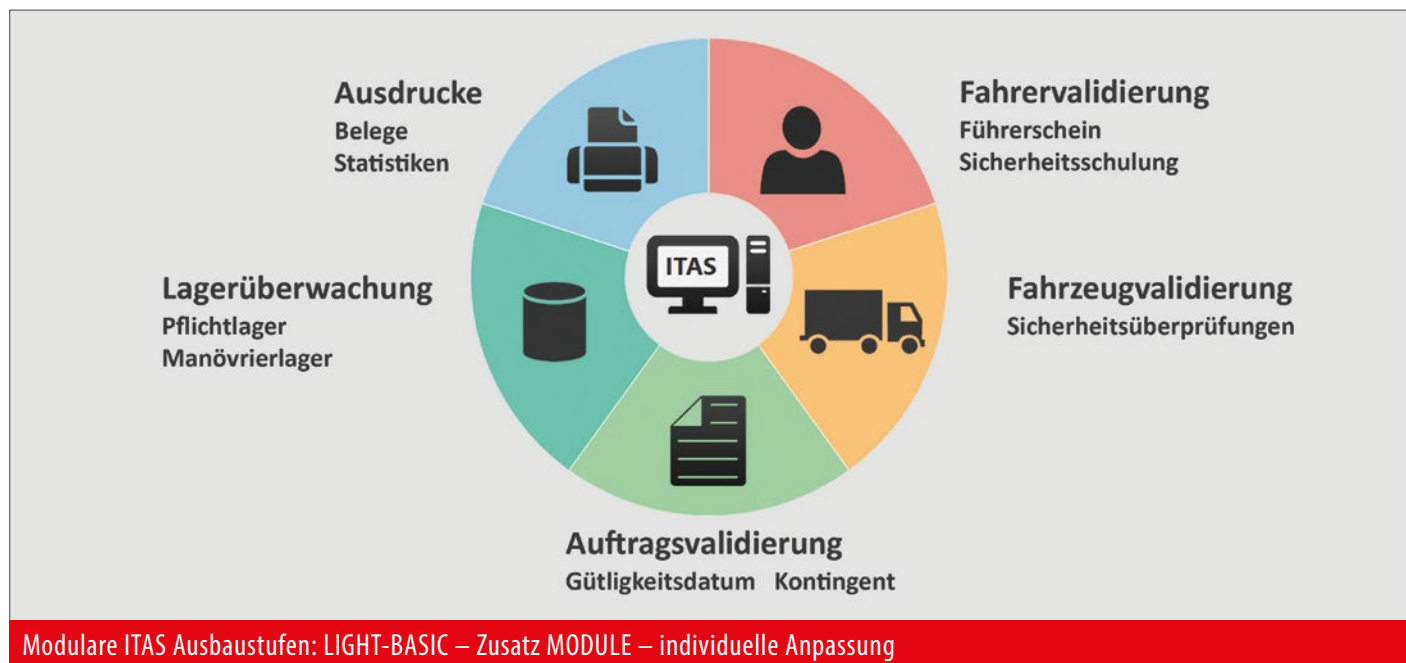 Ausdrucke
Belege
Statistiken
Fahrervalidierung
Führerschein
Sicherheitsschulung
ITAS
Lagerüberwachung
Pflichtlager
Manövrierlager
Fahrzeugvalidierung
Sicherheitsüberprüfungen
Auftragsvalidierung
Gütligkeitsdatum Kontingent
Modulare ITAS Ausbaustufen: LIGHT-BASIC – Zusatz MODULE – individuelle Anpassung